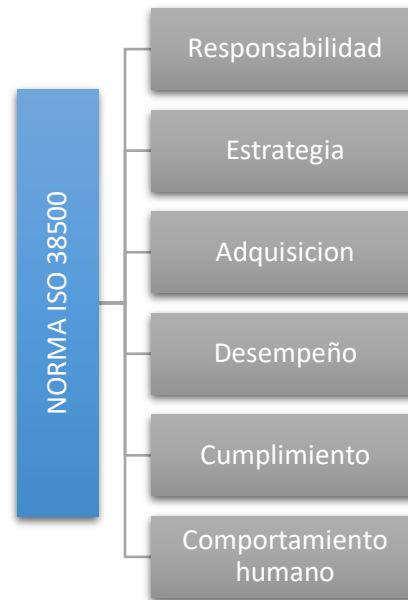 NORMA ISO 38500
Responsabilidad
Estrategia
Adquisicion
Desempeño
Cumplimiento
Comportamiento
humano